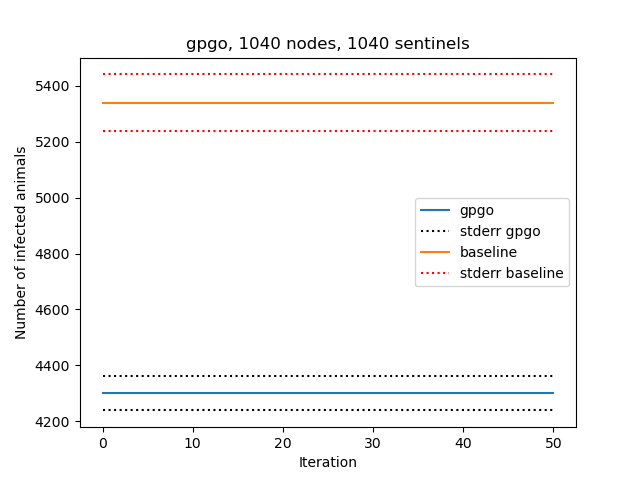 gpgo, 1040 nodes, 1040 sentinels
Number of infected animals
5400
5200
5000
4800
4600
4400
4200
gpgo
stderr gpgo
baseline
stderr baseline
0 10 20 30 40 50
Iteration